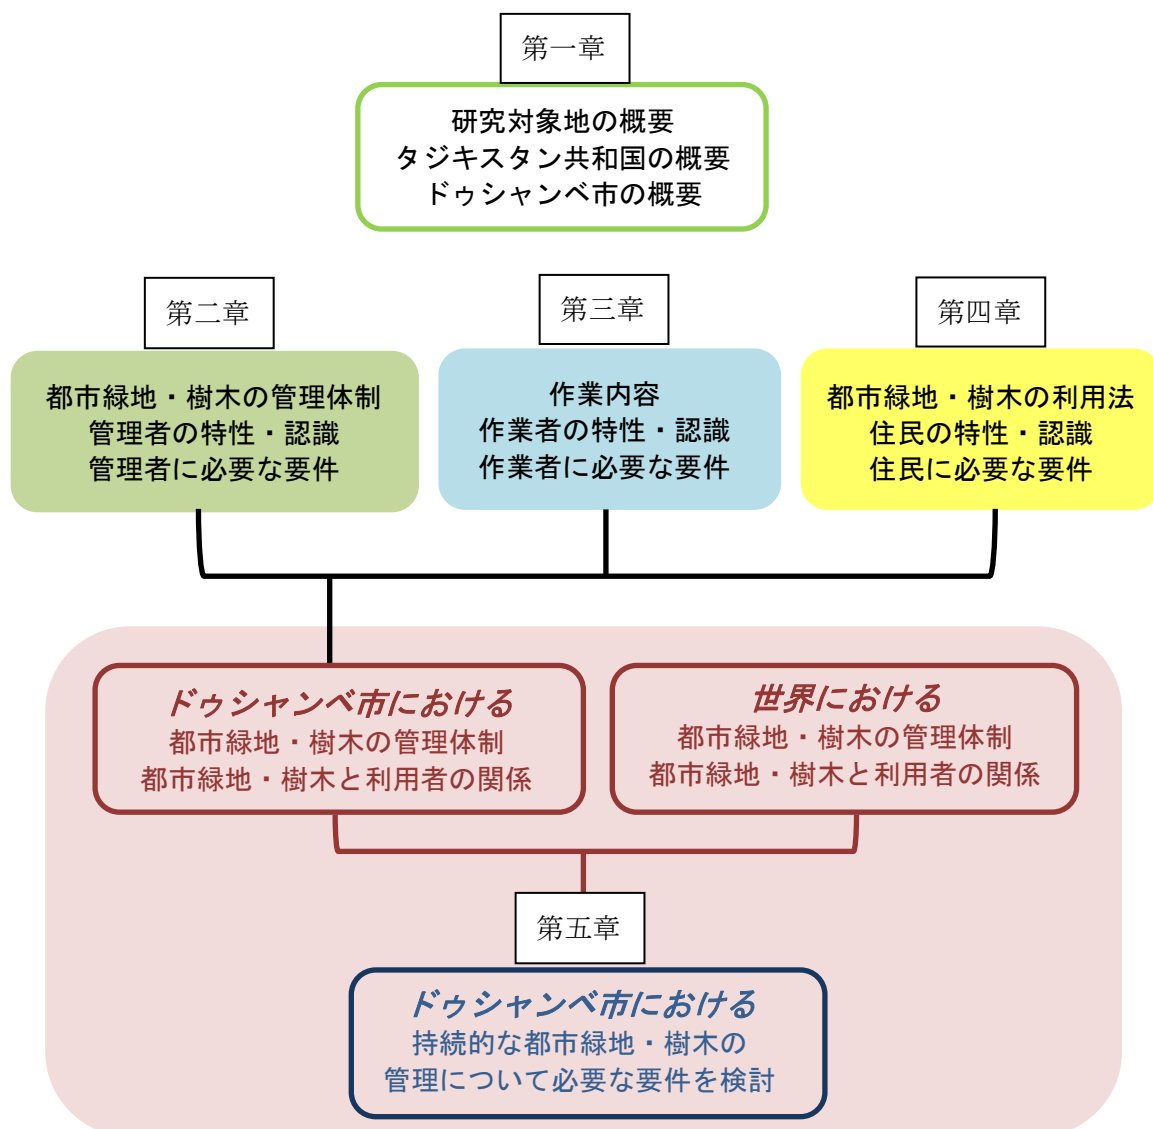 第一章
研究対象地の概要
タジキスタン共和国の概要
ドゥシャンベ市の概要
第二章
都市緑地・樹木の管理体制
管理者の特性・認識
管理者に必要な要件
第三章
作業内容
作業者の特性・認識
作業者に必要な要件
第四章
都市緑地・樹木の利用法
住民の特性・認識
住民に必要な要件
ドゥシャンベ市における
都市緑地・樹木の管理体制
都市緑地・樹木と利用者の関係
世界における
都市緑地・樹木の管理体制
都市緑地・樹木と利用者の関係
第五章
ドゥシャンベ市における
持続的な都市緑地・樹木の
管理について必要な要件を検討